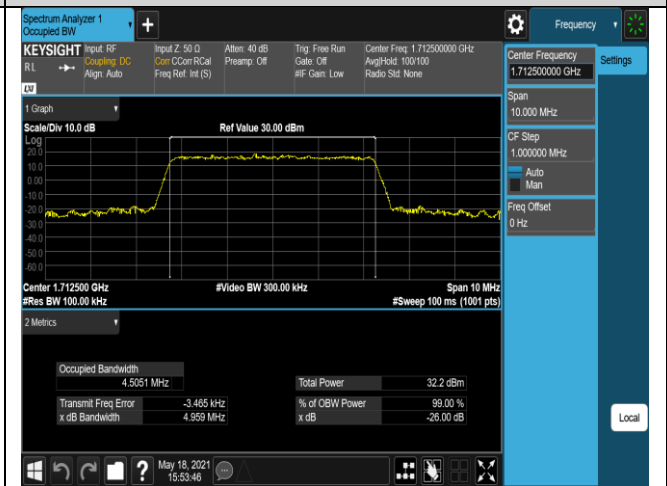 Spectrum Analyzer 1
Occupied BW
+
Frequency
KEYSIGHT
RL
LXI
Input: RF
Coupling: DC
Align: Auto
Input Z: 50 Ω
Corr CCorr RCal
Freq Ref: Int (S)
Atten: 40 dB
Preamp: Off
Trig: Free Run
Gate: Off
#IF Gain: Low
Center Freq: 1.712500000 GHz
Avg|Hold: 100/100
Radio Std: None
Center Frequency
1.712500000 GHz
Settings
Span
10.000 MHz
CF Step
1.000000 MHz
Auto
Man
Freq Offset
0 Hz
Local
1 Graph
Scale/Div 10.0 dB
Ref Value 30.00 dBm
Log
20.0
10.0
0.00
-10.0
-20.0
-30.0
-40.0
-50.0
-60.0
Center 1.712500 GHz
#Video BW 300.00 kHz
Span 10 MHz
#Res BW 100.00 kHz
#Sweep 100 ms (1001 pts)
2 Metrics
Occupied Bandwidth
4.5051 MHz
Total Power 32.2 dBm
Transmit Freq Error -3.465 kHz
% of OBW Power 99.00 %
x dB Bandwidth 4.959 MHz
x dB -26.00 dB
?
May 18, 2021
15:53:46